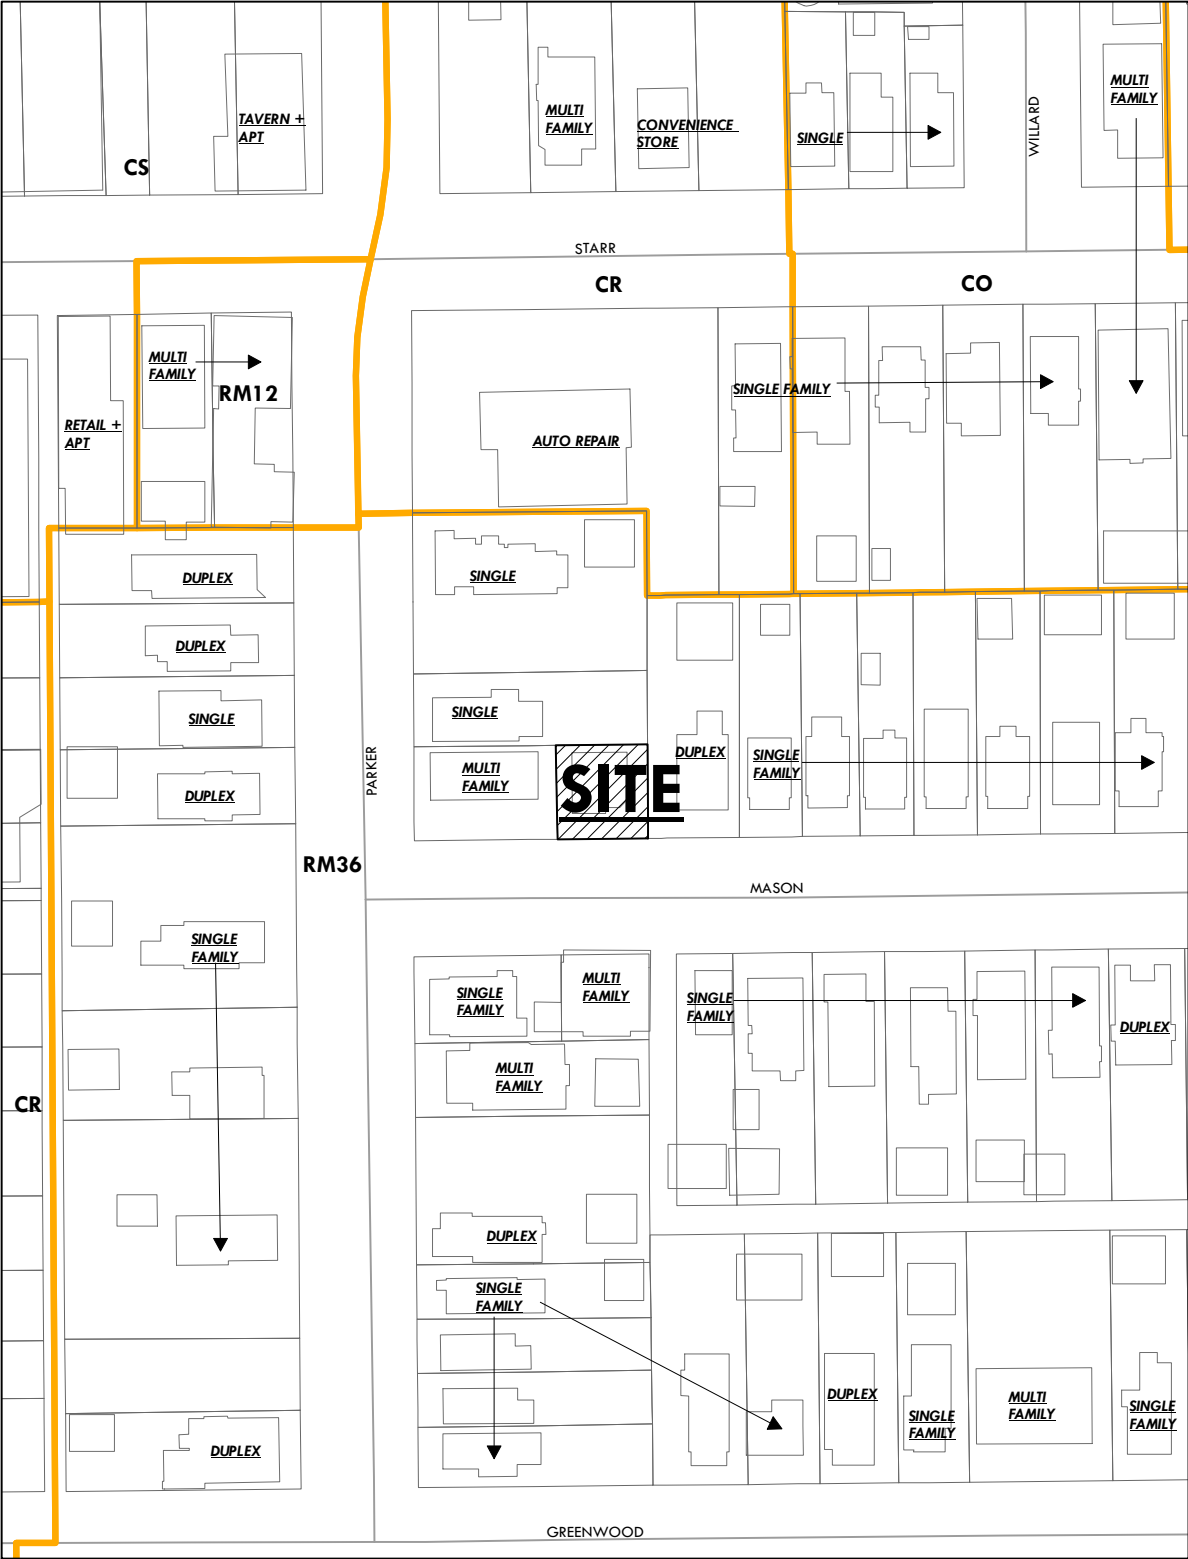 MULTI
FAMILY
WILLARD
TAVERN +
APT
MULTI
FAMILY
CONVENIENCE
STORE
SINGLE
CS
STARR
CR
CO
MULTI
FAMILY
RM12
SINGLE FAMILY
RETAIL +
APT
AUTO REPAIR
DUPLEX
SINGLE
DUPLEX
SINGLE
SINGLE
DUPLEX
SINGLE
FAMILY
PARKER
MULTI
FAMILY
SITE
DUPLEX
RM36
MASON
SINGLE
FAMILY
SINGLE
FAMILY
MULTI
FAMILY
SINGLE
FAMILY
DUPLEX
MULTI
FAMILY
CR
DUPLEX
SINGLE
FAMILY
DUPLEX
SINGLE
FAMILY
MULTI
FAMILY
SINGLE
FAMILY
DUPLEX
GREENWOOD